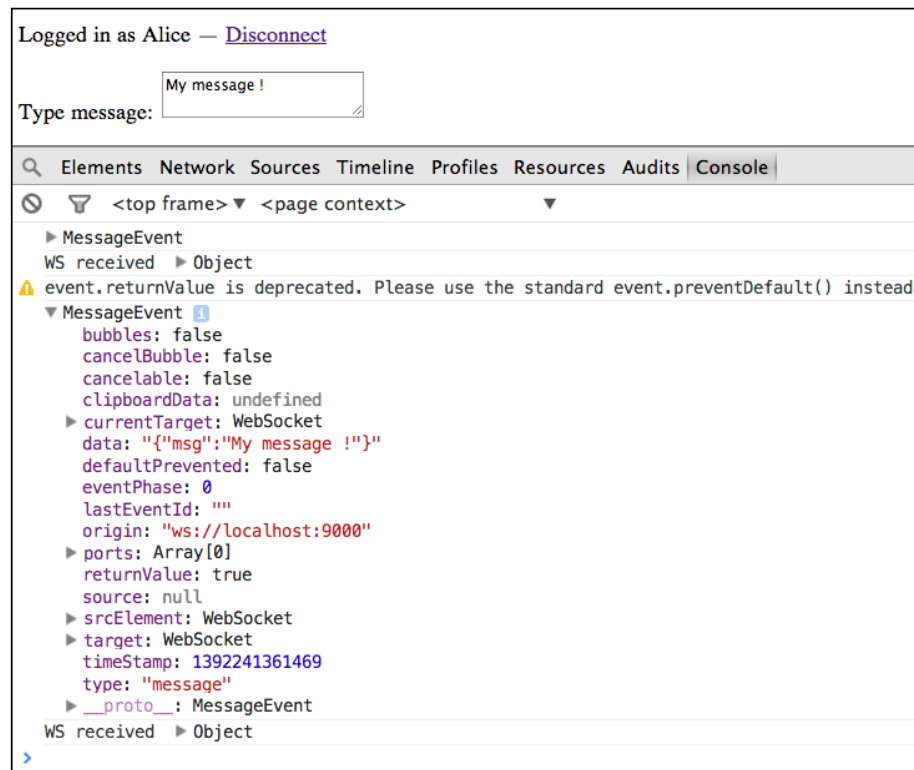 Logged in as Alice — Disconnect
My message !
Type message:
Elements Network Sources Timeline Profiles Resources Audits Console
<top frame> ▼ <page context> ▼
▶ MessageEvent
WS received ▶ Object
event.returnValue is deprecated. Please use the standard event.preventDefault() instead
▼ MessageEvent i
bubbles: false
cancelBubble: false
cancelable: false
clipboardData: undefined
▶ currentTarget: WebSocket
data: "{"msg":"My message !"}"
defaultPrevented: false
eventPhase: 0
lastEventId: ""
origin: "ws://localhost:9000"
▶ ports: Array[0]
returnValue: true
source: null
▶ srcElement: WebSocket
▶ target: WebSocket
timeStamp: 1392241361469
type: "message"
▶ __proto__: MessageEvent
WS received ▶ Object
>